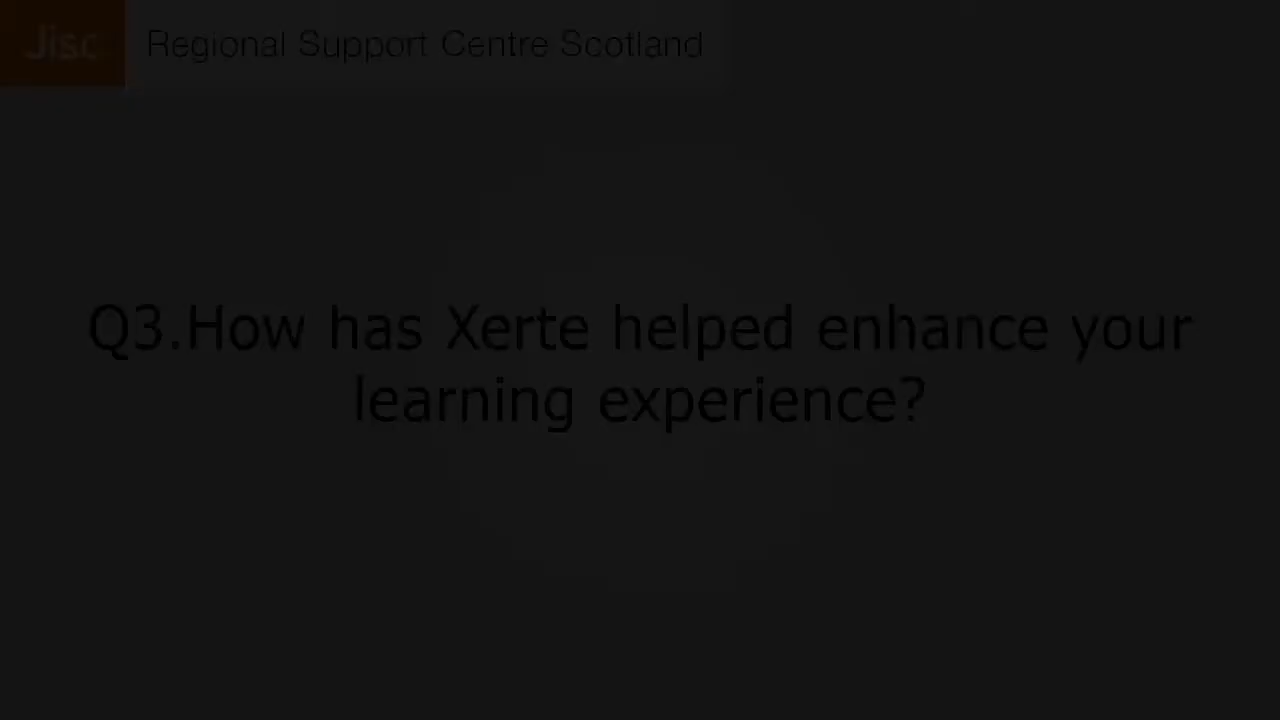 Jisc Regional Support Centre Scotland
Q3.How has Xerte helped enhance your
learning experience?